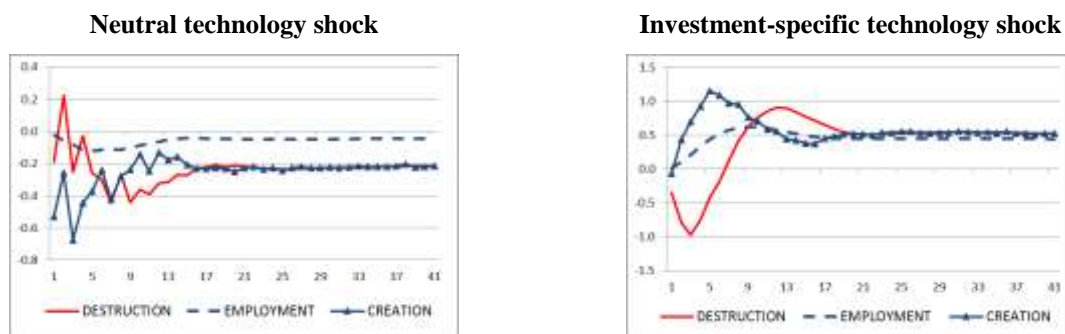 Neutral technology shock
0.4
0.2
0.0
-0.2
-0.4
-0.6
-0.8
1 5 9 13 17 21 25 29 33 37 41
DESTRUCTION EMPLOYMENT CREATION
Investment-specific technology shock
1.5
1.0
0.5
0.0
-0.5
-1.0
-1.5
1 5 9 13 17 21 25 29 33 37 41
DESTRUCTION EMPLOYMENT CREATION